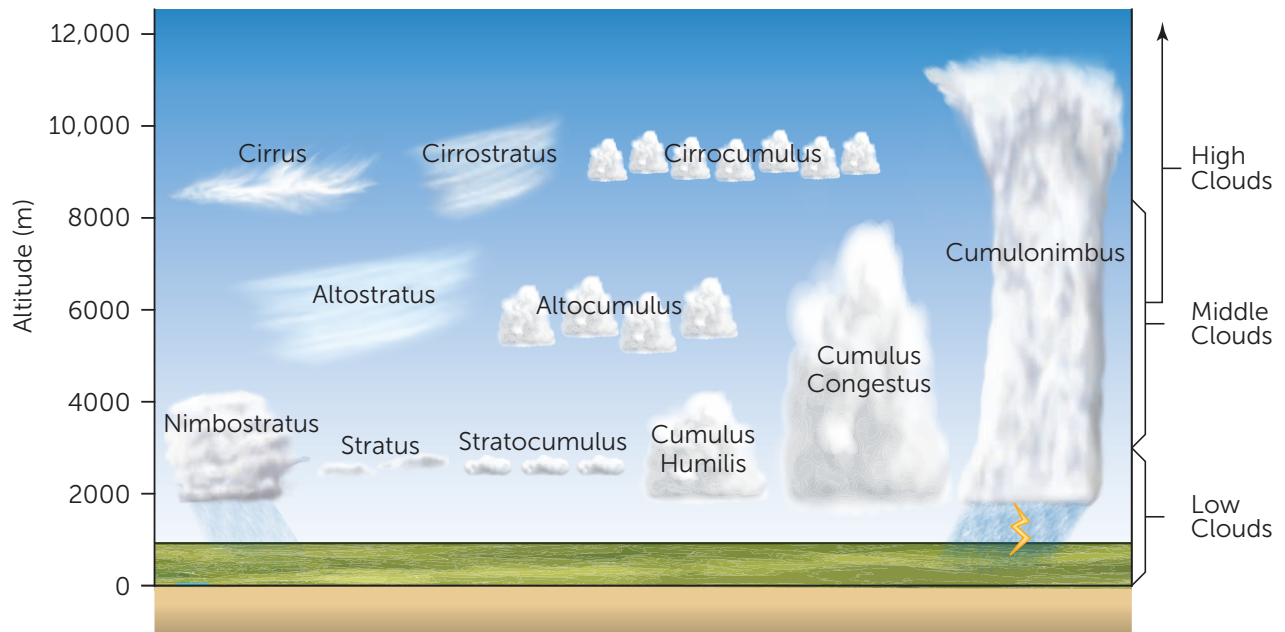 12,000
10,000
8000
6000
4000
2000
0
Altitude (m)
Cirrus
Cirrostratus
Cirrocumulus
Cumulonimbus
Altostratus
Altocumulus
Cumulus
Congestus
Nimbostratus
Stratus
Stratocumulus
Cumulus
Humilis
High
Clouds
Middle
Clouds
Low
Clouds